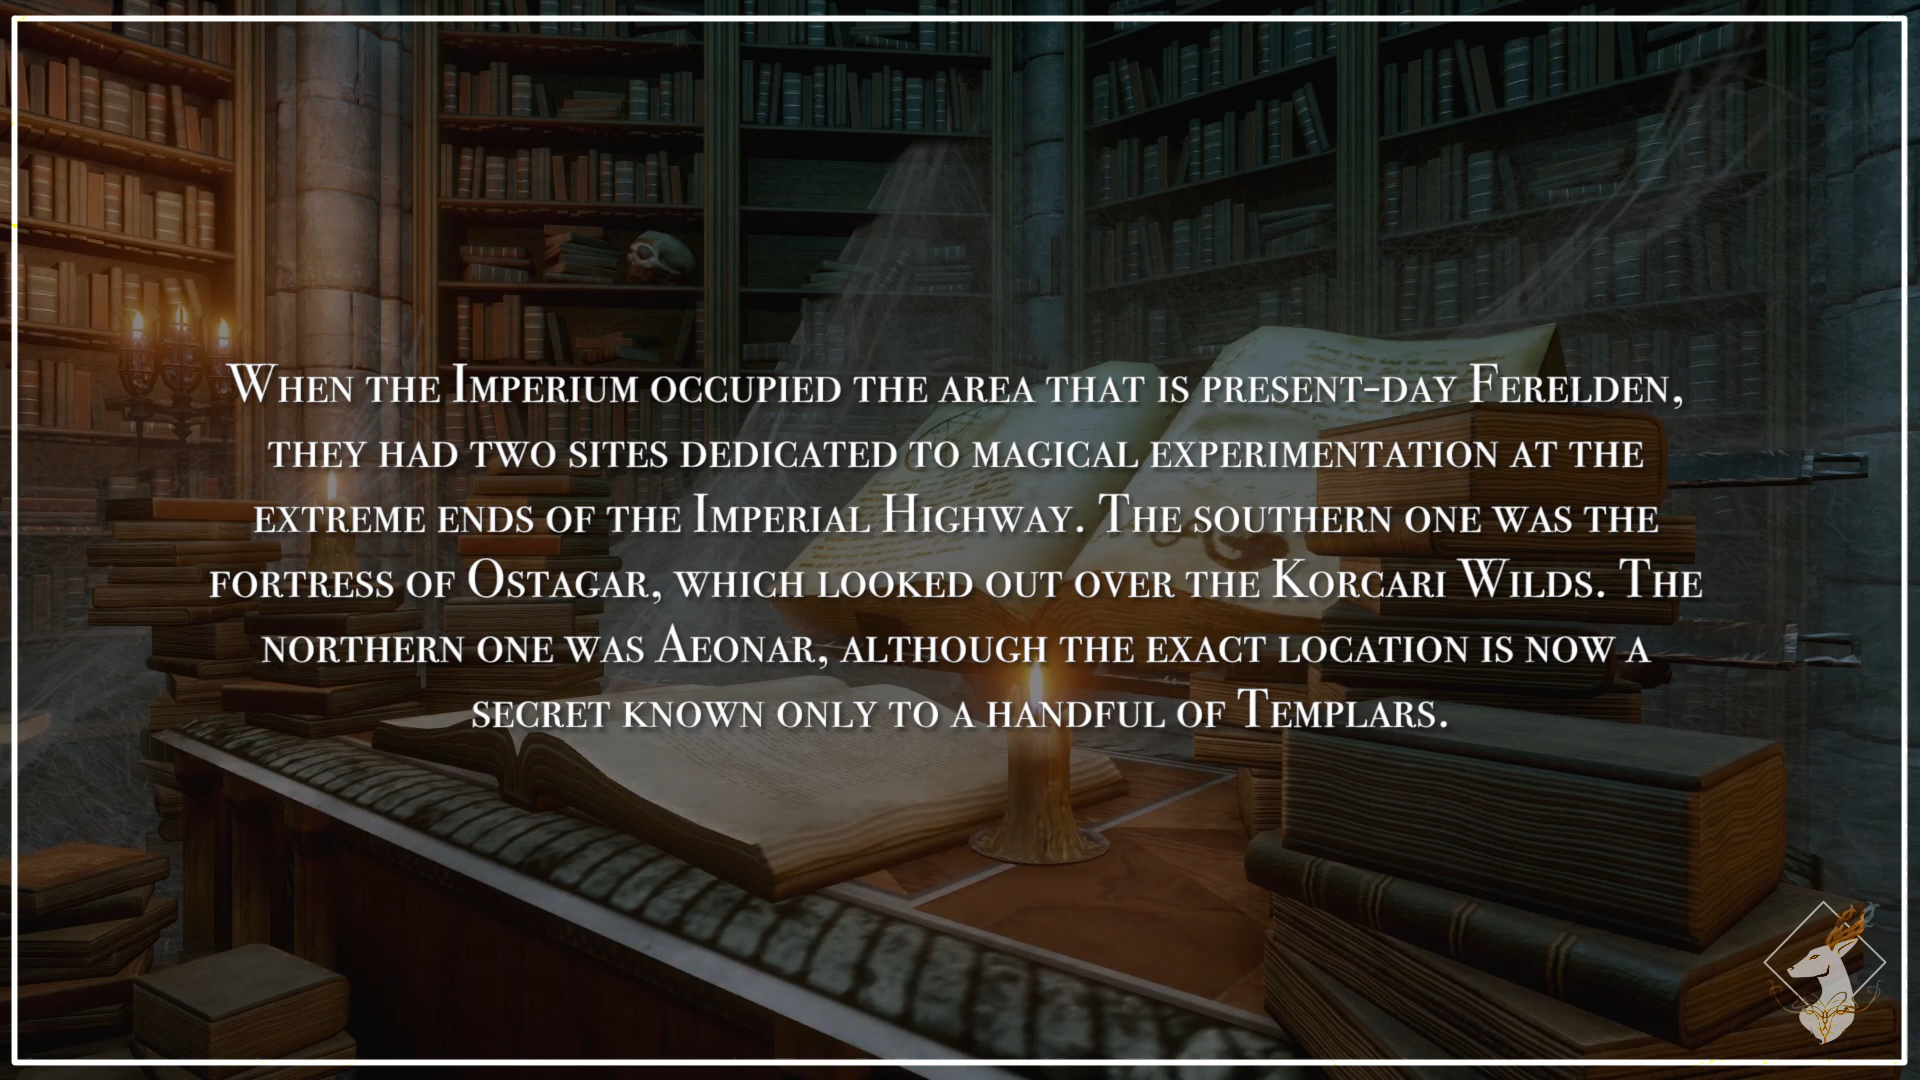 When the Imperium occupied the area that is present-day Ferelden,
they had two sites dedicated to magical experimentation at the
extreme ends of the Imperial Highway. The southern one was the
fortress of Ostagar, which looked out over the Korcari Wilds. The
northern one was Aeonar, although the exact location is now a
secret known only to a handful of Templars.